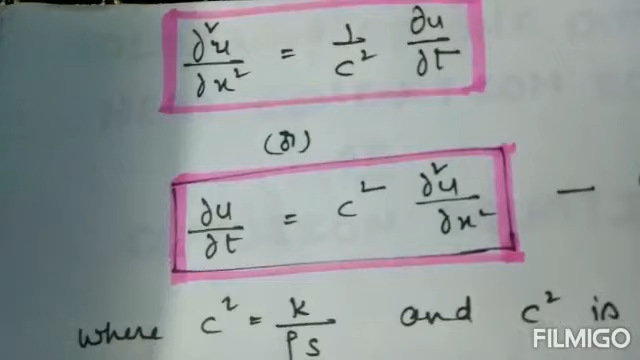 ∂²u/∂x² = 1/c² ∂u/∂t
(or)
∂u/∂t = c² ∂²u/∂x² —
where c² = k/ρs and c² is
FILMIGO